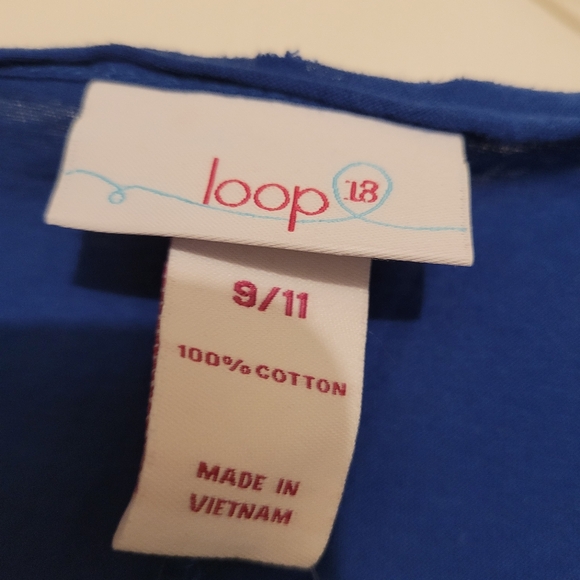 loop 18
9/11
100% COTTON
MADE IN
VIETNAM